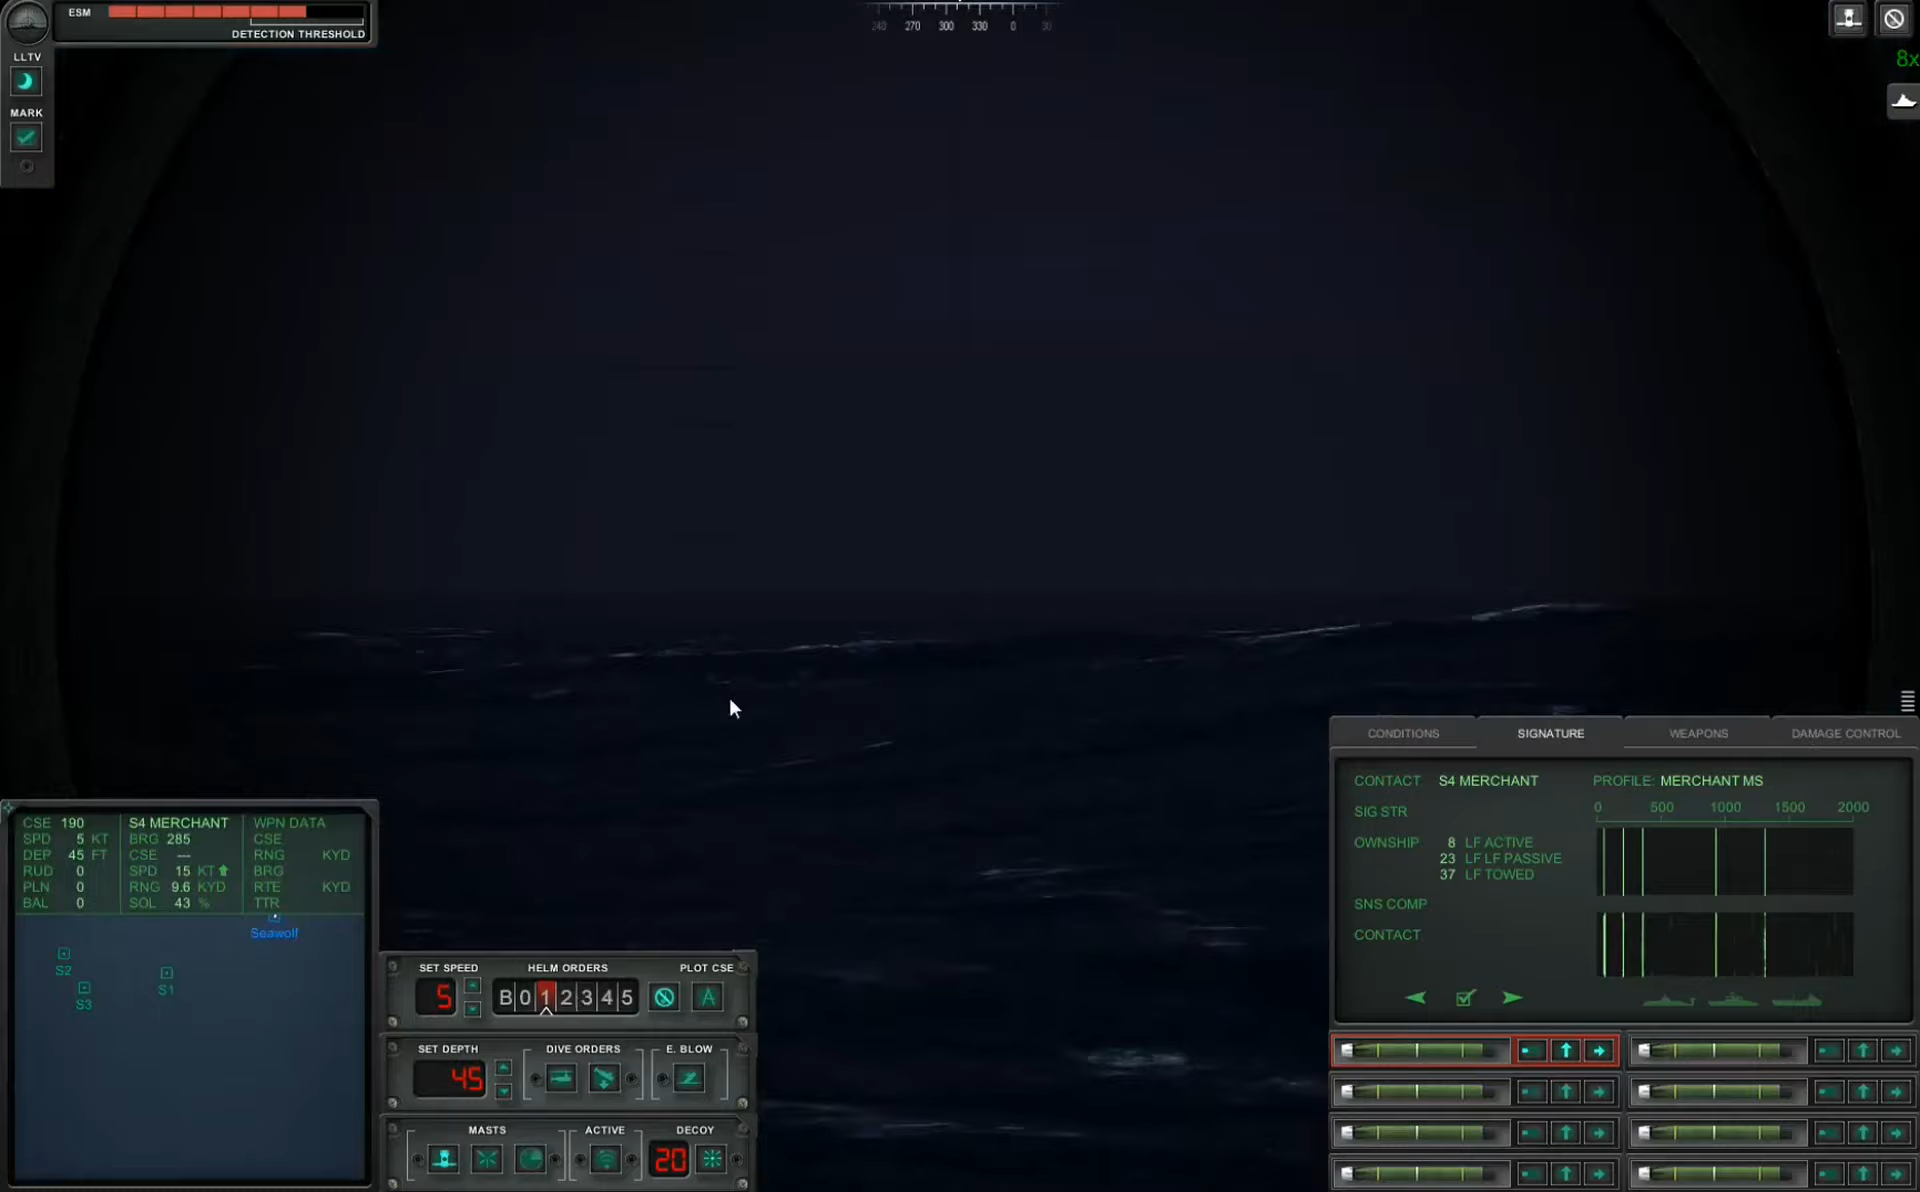 ESM
DETECTION THRESHOLD
240 270 300 330 0 30
LLTV
MARK
8x
CSE 190
SPD 5 KT
DEP 45 FT
RUD 0
PLN 0
BAL 0
S4 MERCHANT
BRG 285
CSE ---
SPD 15 KT
RNG 9.6 KYD
SOL 43 %
WPN DATA
CSE
RNG KYD
BRG
RTE KYD
TTR
Seawolf
S2
S1
S3
SET SPEED HELM ORDERS PLOT CSE
5 B 0 1 2 3 4 5
SET DEPTH DIVE ORDERS E. BLOW
45
MASTS ACTIVE DECOY
20
CONDITIONS SIGNATURE WEAPONS DAMAGE CONTROL
CONTACT S4 MERCHANT PROFILE: MERCHANT MS
SIG STR 0 500 1000 1500 2000
OWNSHIP 8 LF ACTIVE
23 LF LF PASSIVE
37 LF TOWED
SNS COMP
CONTACT